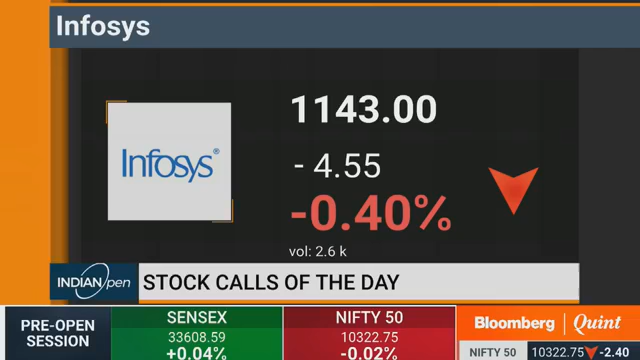 Infosys
1143.00
Infosys®
- 4.55
-0.40%
vol: 2.6 k
INDIAN Open
STOCK CALLS OF THE DAY
PRE-OPEN
SESSION
SENSEX
33608.59
+0.04%
NIFTY 50
10322.75
-0.02%
Bloomberg | Quint
NIFTY 50 10322.75 -2.40